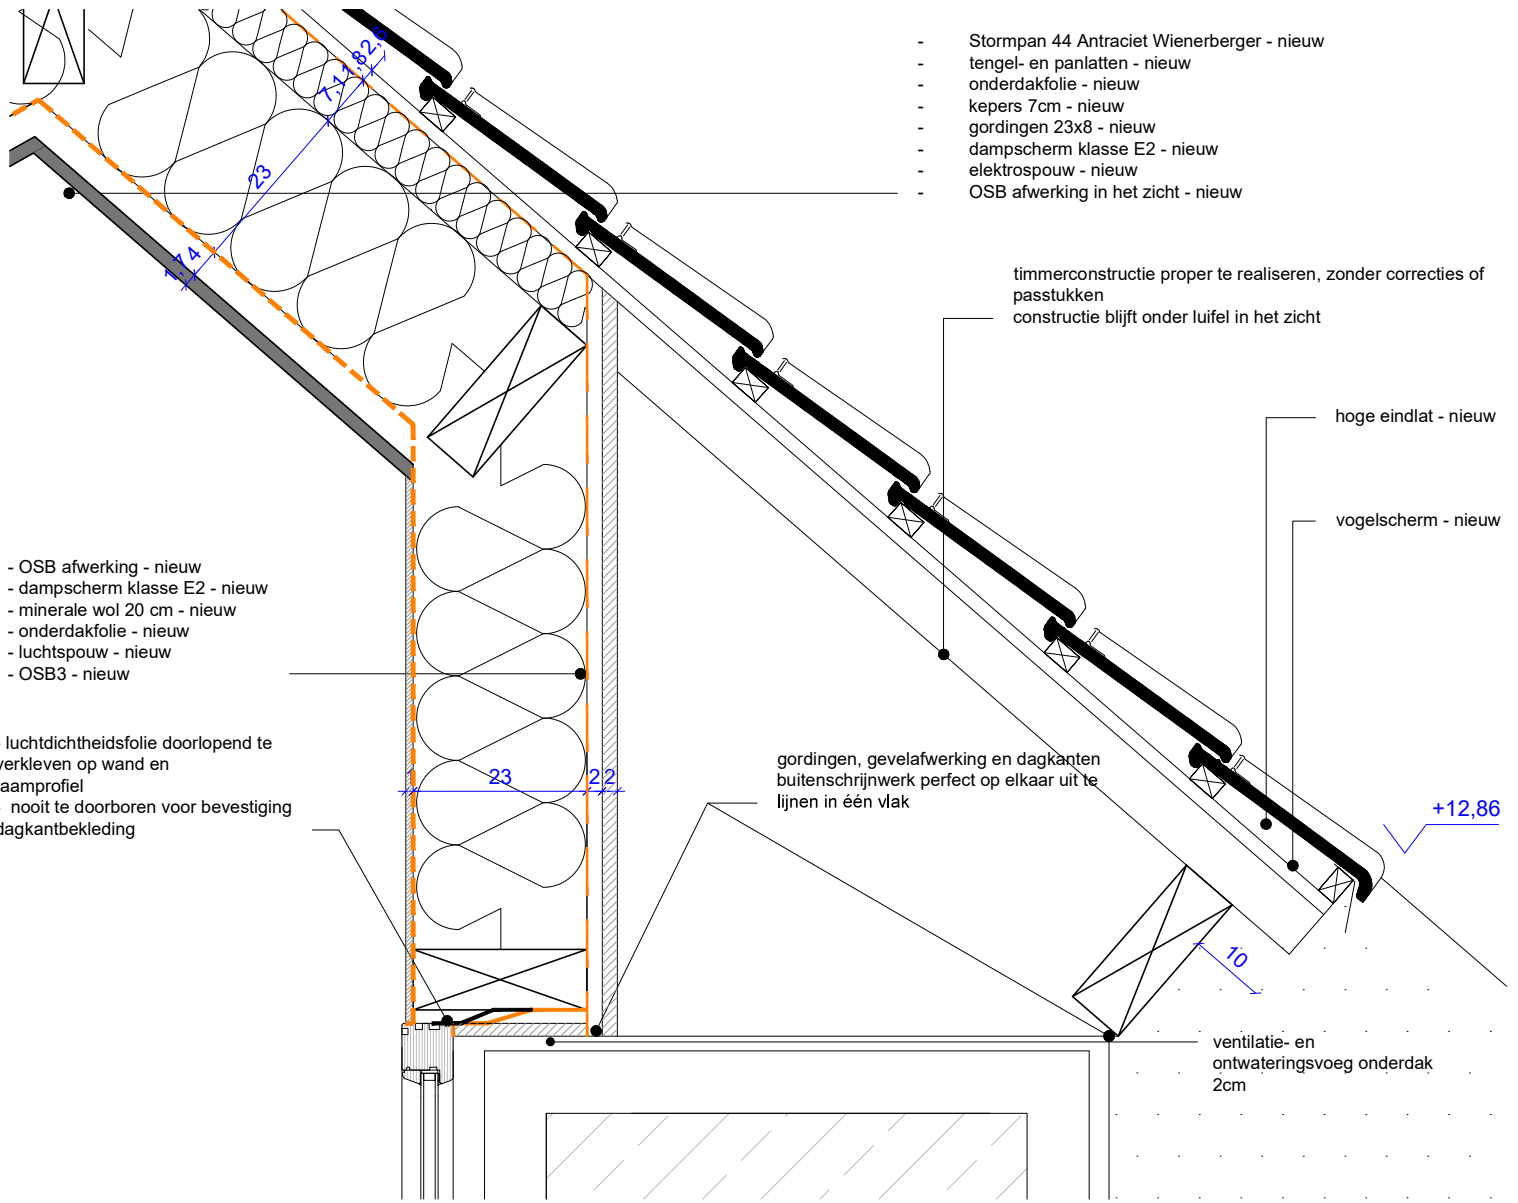 - Stormpan 44 Antraciet Wienerberger - nieuw
- tengel- en panlatten - nieuw
- onderdakfolie - nieuw
- kepers 7cm - nieuw
- gordingen 23x8 - nieuw
- dampscherm klasse E2 - nieuw
- elektrospouw - nieuw
- OSB afwerking in het zicht - nieuw
7,1
1,8
2,6
23
1,7
4
timmerconstructie proper te realiseren, zonder correcties of
passtukken
constructie blijft onder luifel in het zicht
hoge eindlat - nieuw
vogelscherm - nieuw
- OSB afwerking - nieuw
- dampscherm klasse E2 - nieuw
- minerale wol 20 cm - nieuw
- onderdakfolie - nieuw
- luchtspouw - nieuw
- OSB3 - nieuw
luchtdichtheidsfolie doorlopend te
verkleven op wand en
raamprofiel
- nooit te doorboren voor bevestiging
dagkantbekleding
23
2
2
gordingen, gevelafwerking en dagkanten
buitenschrijnwerk perfect op elkaar uit te
lijnen in één vlak
+12,86
10
ventilatie- en
ontwateringsvoeg onderdak
2cm